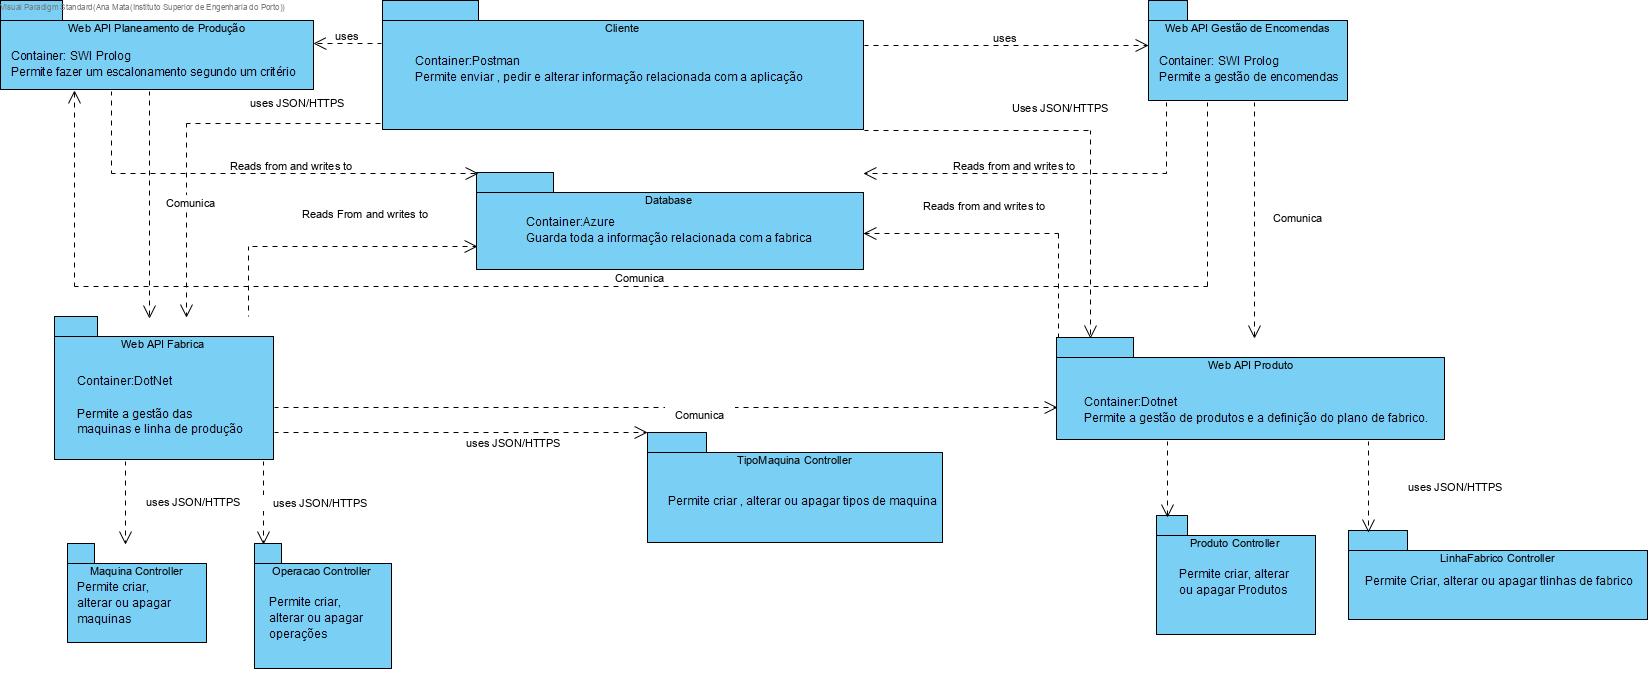 Visual Paradigm Standard(Ana Mata(Instituto Superior de Engenharia do Porto))
Web API Planeamento de Produção
Container: SWI Prolog
Permite fazer um escalonamento segundo um critério
uses
Cliente
Container:Postman
Permite enviar , pedir e alterar informação relacionada com a aplicação
uses
Web API Gestão de Encomendas
Container: SWI Prolog
Permite a gestão de encomendas
uses JSON/HTTPS
Uses JSON/HTTPS
Reads from and writes to
Reads from and writes to
Comunica
Reads From and writes to
Database
Container:Azure
Guarda toda a informação relacionada com a fabrica
Reads from and writes to
Comunica
Comunica
Web API Fabrica
Container:DotNet
Permite a gestão das
maquinas e linha de produção
Web API Produto
Container:Dotnet
Permite a gestão de produtos e a definição do plano de fabrico.
Comunica
uses JSON/HTTPS
TipoMaquina Controller
Permite criar , alterar ou apagar tipos de maquina
uses JSON/HTTPS
uses JSON/HTTPS
uses JSON/HTTPS
Maquina Controller
Permite criar,
alterar ou apagar
maquinas
Operacao Controller
Permite criar,
alterar ou apagar
operações
Produto Controller
Permite criar, alterar
ou apagar Produtos
LinhaFabrico Controller
Permite Criar, alterar ou apagar tlinhas de fabrico